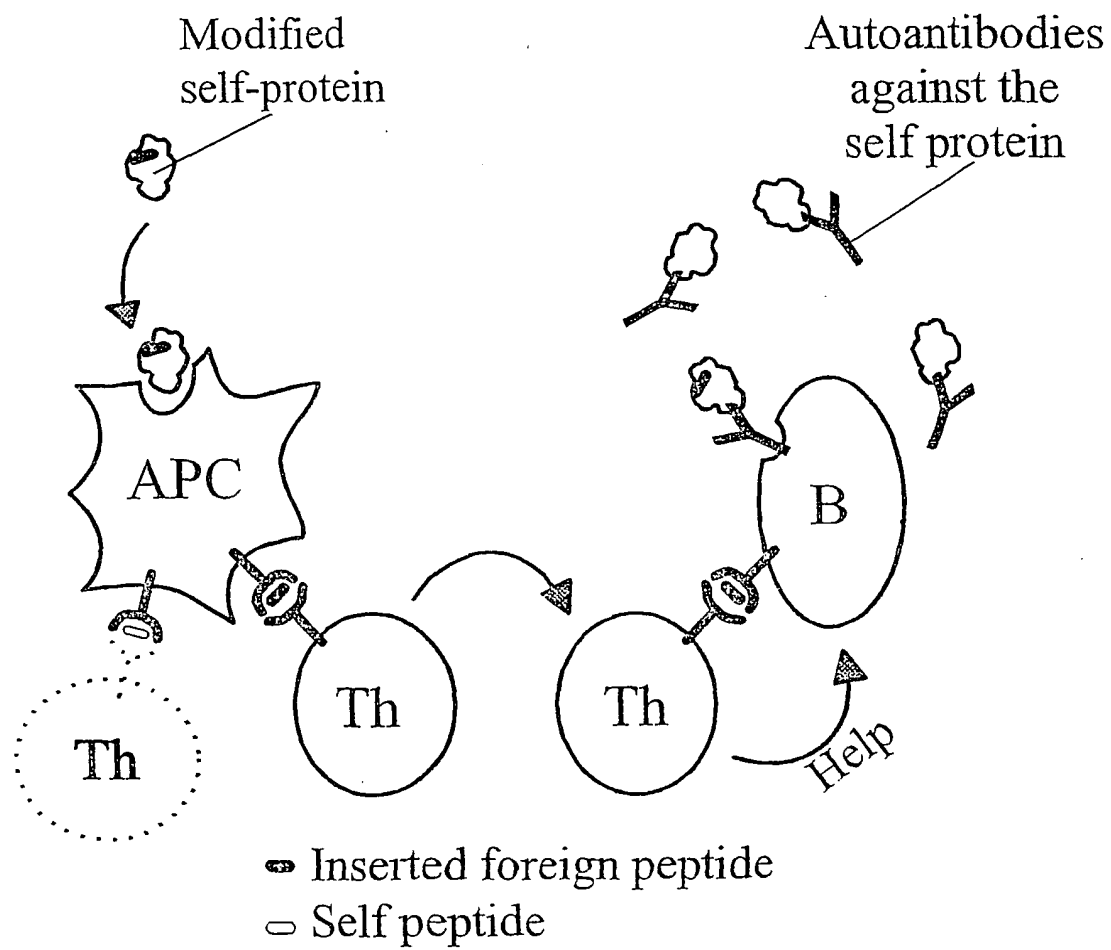 Modified
self-protein
Autoantibodies
against the
self protein
APC
B
Th
Th
Th
Help
Inserted foreign peptide
Self peptide